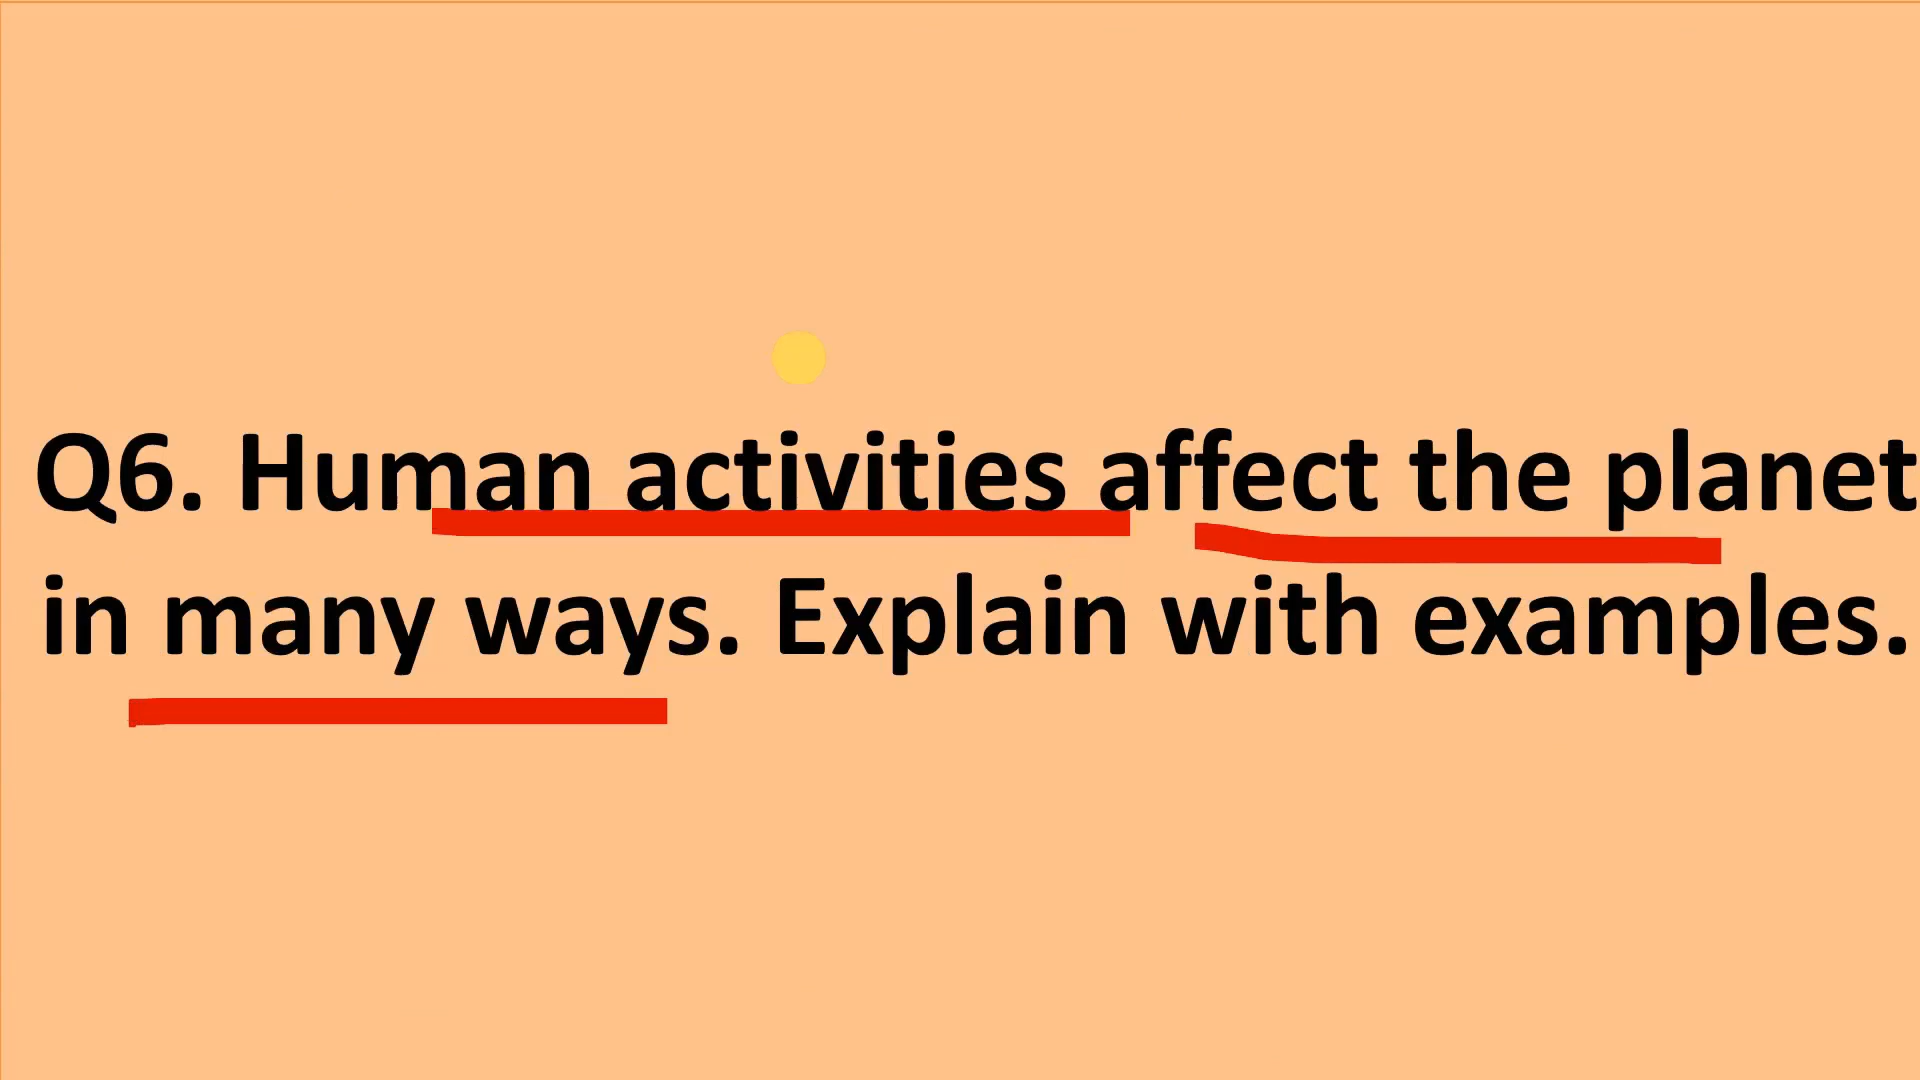 Q6. Human activities affect the planet
in many ways. Explain with examples.